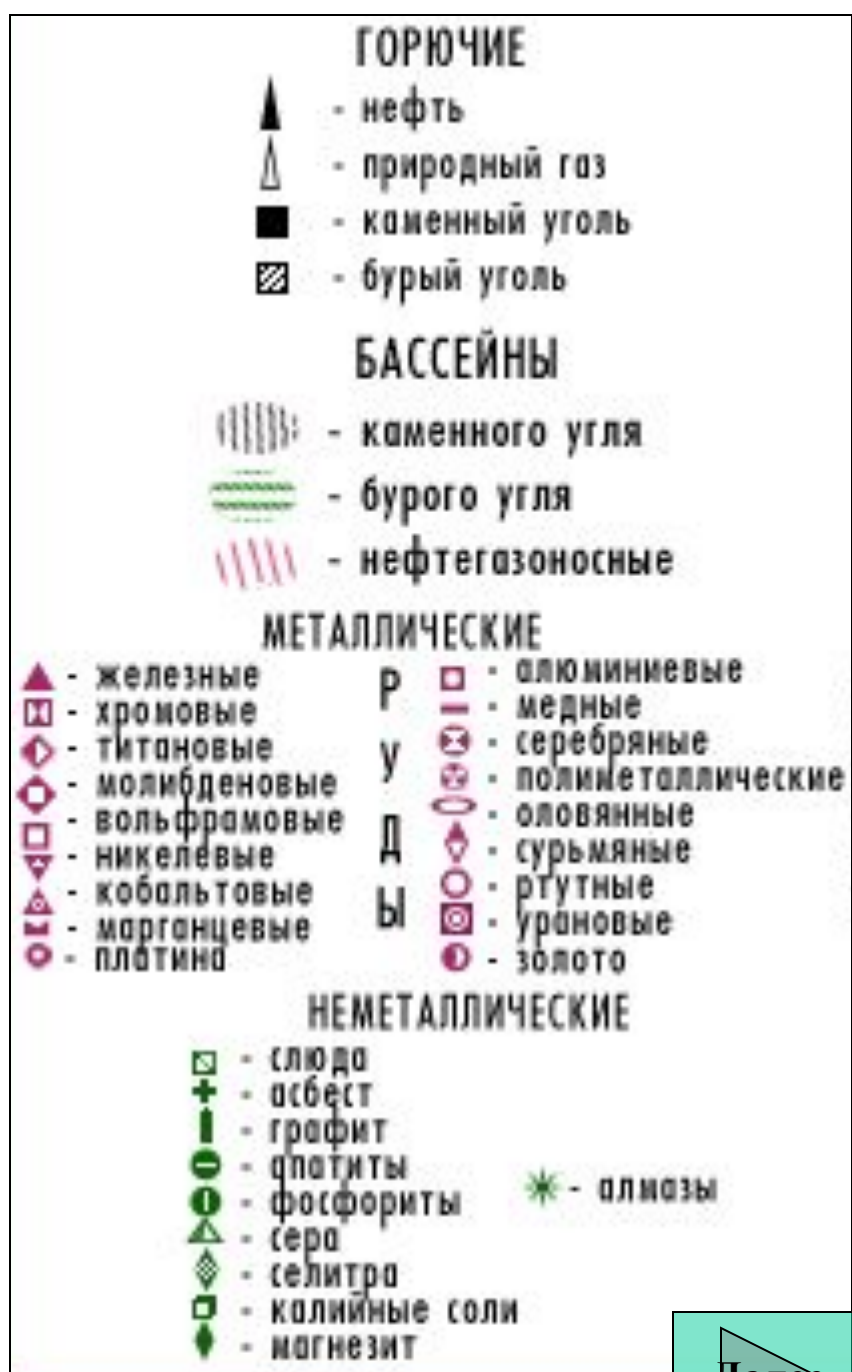 ГОРЮЧИЕ
- нефть
- природный газ
- каменный уголь
- бурый уголь
БАССЕЙНЫ
- каменного угля
- бурого угля
- нефтегазоносные
МЕТАЛЛИЧЕСКИЕ
РУДЫ
- железные
- хромовые
- титановые
- молибденовые
- вольфрамовые
- никелевые
- кобальтовые
- марганцевые
- платина
- алюминиевые
- медные
- серебряные
- полиметаллические
- оловянные
- сурьмяные
- ртутные
- урановые
- золото
НЕМЕТАЛЛИЧЕСКИЕ
- слюда
- асбест
- графит
- апатиты
- фосфориты
- сера
- селитра
- калийные соли
- магнезит
- алмазы